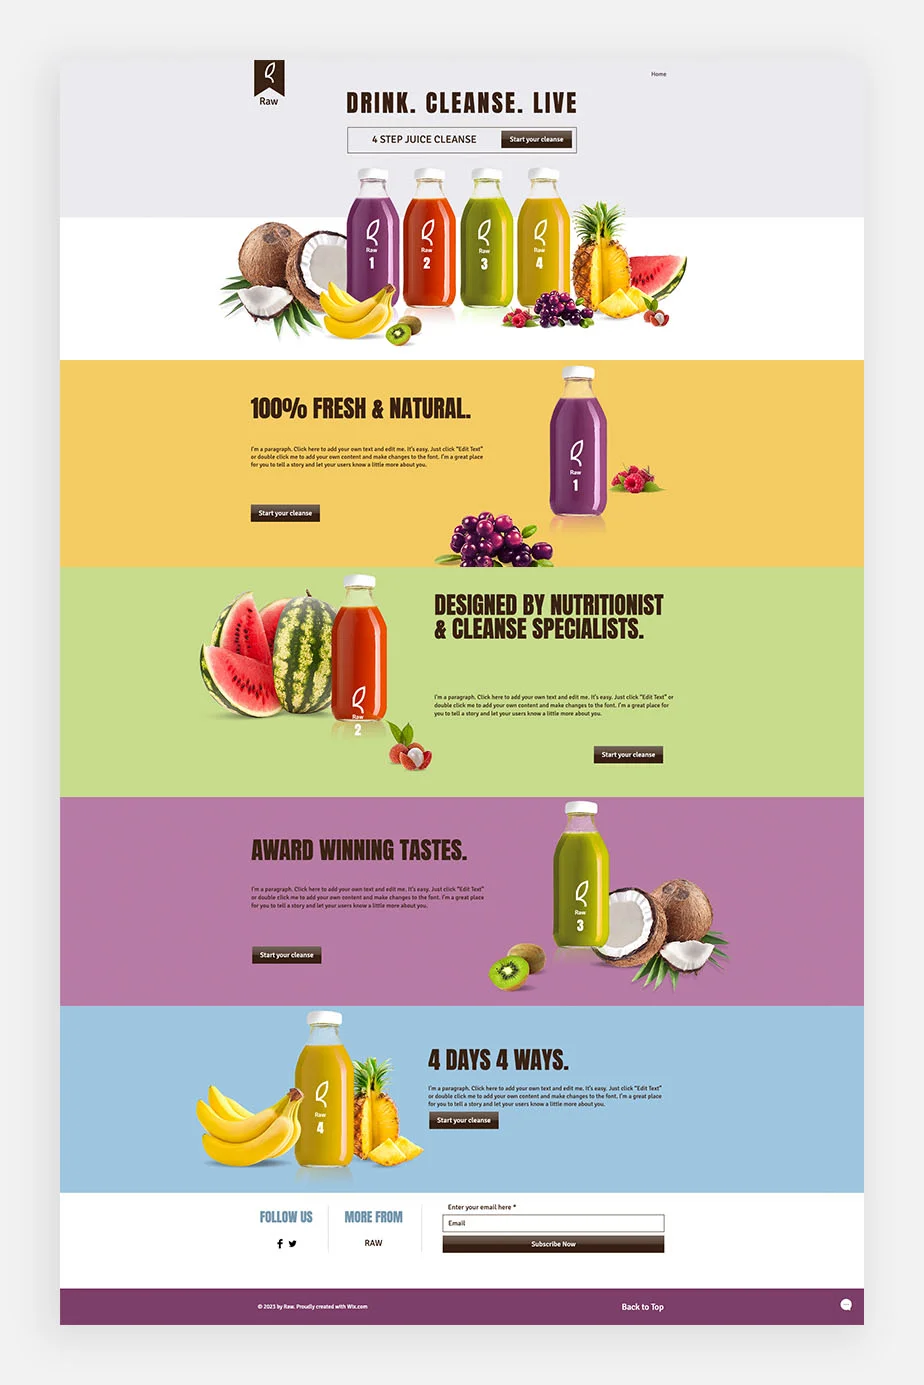 Raw
Home
DRINK. CLEANSE. LIVE
4 STEP JUICE CLEANSE
Start your cleanse
Raw
1
Raw
2
Raw
3
Raw
4
100% FRESH & NATURAL.
I'm a paragraph. Click here to add your own text and edit me. It's easy. Just click "Edit Text"
or double click me to add your own content and make changes to the font. I'm a great place
for you to tell a story and let your users know a little more about you.
Start your cleanse
Raw
1
DESIGNED BY NUTRITIONIST
& CLEANSE SPECIALISTS.
I'm a paragraph. Click here to add your own text and edit me. It's easy. Just click "Edit Text" or
double click me to add your own content and make changes to the font. I'm a great place for
you to tell a story and let your users know a little more about you.
Start your cleanse
Raw
2
AWARD WINNING TASTES.
I'm a paragraph. Click here to add your own text and edit me. It's easy. Just click "Edit Text"
or double click me to add your own content and make changes to the font. I'm a great place
for you to tell a story and let your users know a little more about you.
Start your cleanse
Raw
3
4 DAYS 4 WAYS.
I'm a paragraph. Click here to add your own text and edit me. It's easy. Just click "Edit Text"
or double click me to add your own content and make changes to the font. I'm a great place
for you to tell a story and let your users know a little more about you.
Start your cleanse
Raw
4
FOLLOW US
MORE FROM
RAW
Enter your email here *
Email
Subscribe Now
© 2023 by Raw. Proudly created with Wix.com
Back to Top